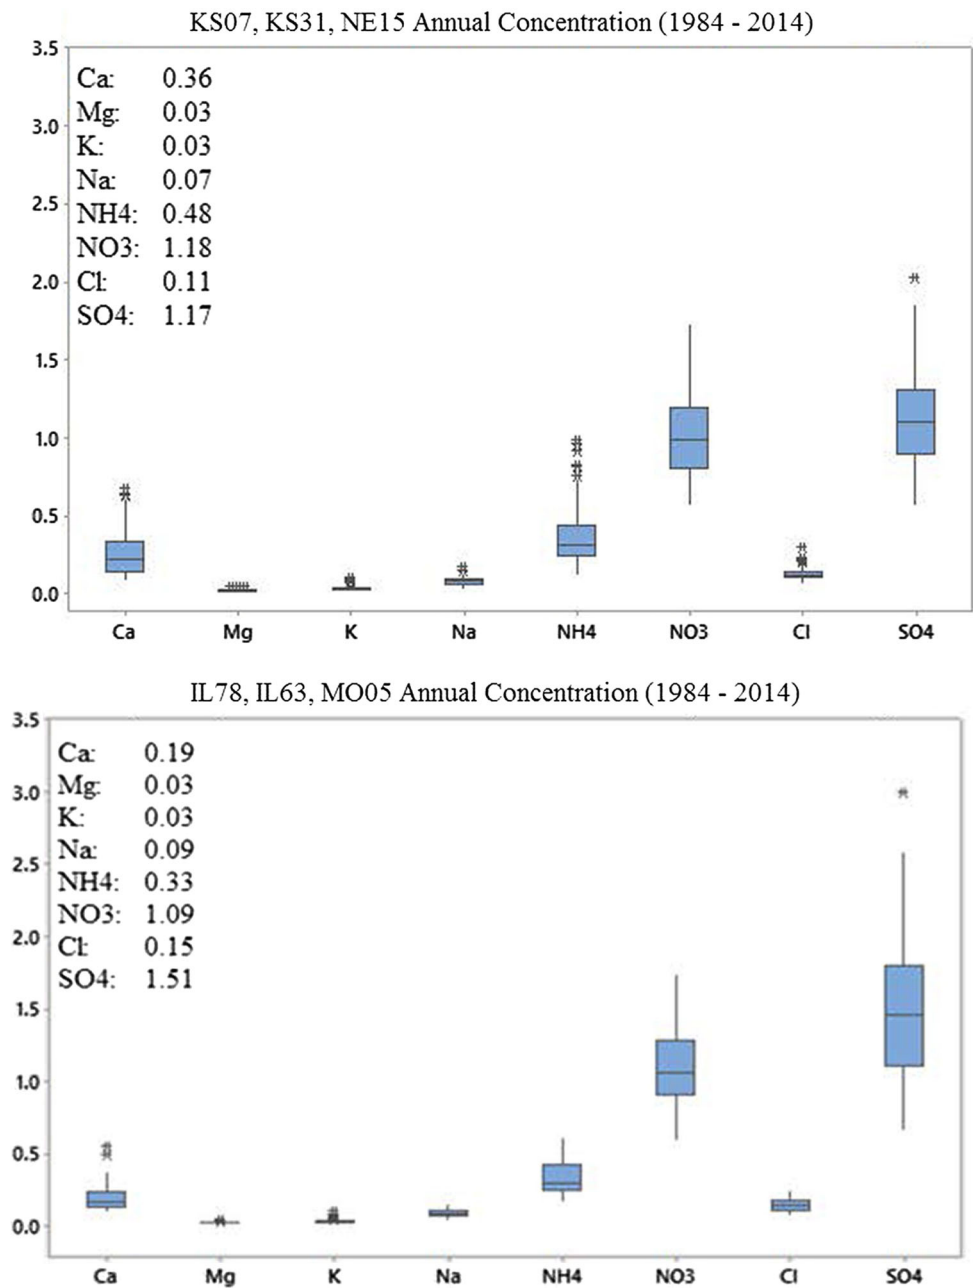 KS07, KS31, NE15 Annual Concentration (1984 - 2014)
3.5
3.0
2.5
2.0
1.5
1.0
0.5
0.0
Ca: 0.36
Mg: 0.03
K: 0.03
Na: 0.07
NH4: 0.48
NO3: 1.18
Cl: 0.11
SO4: 1.17
Ca Mg K Na NH4 NO3 Cl SO4
IL78, IL63, MO05 Annual Concentration (1984 - 2014)
3.5
3.0
2.5
2.0
1.5
1.0
0.5
0.0
Ca: 0.19
Mg: 0.03
K: 0.03
Na: 0.09
NH4: 0.33
NO3: 1.09
Cl: 0.15
SO4: 1.51
Ca Mg K Na NH4 NO3 Cl SO4